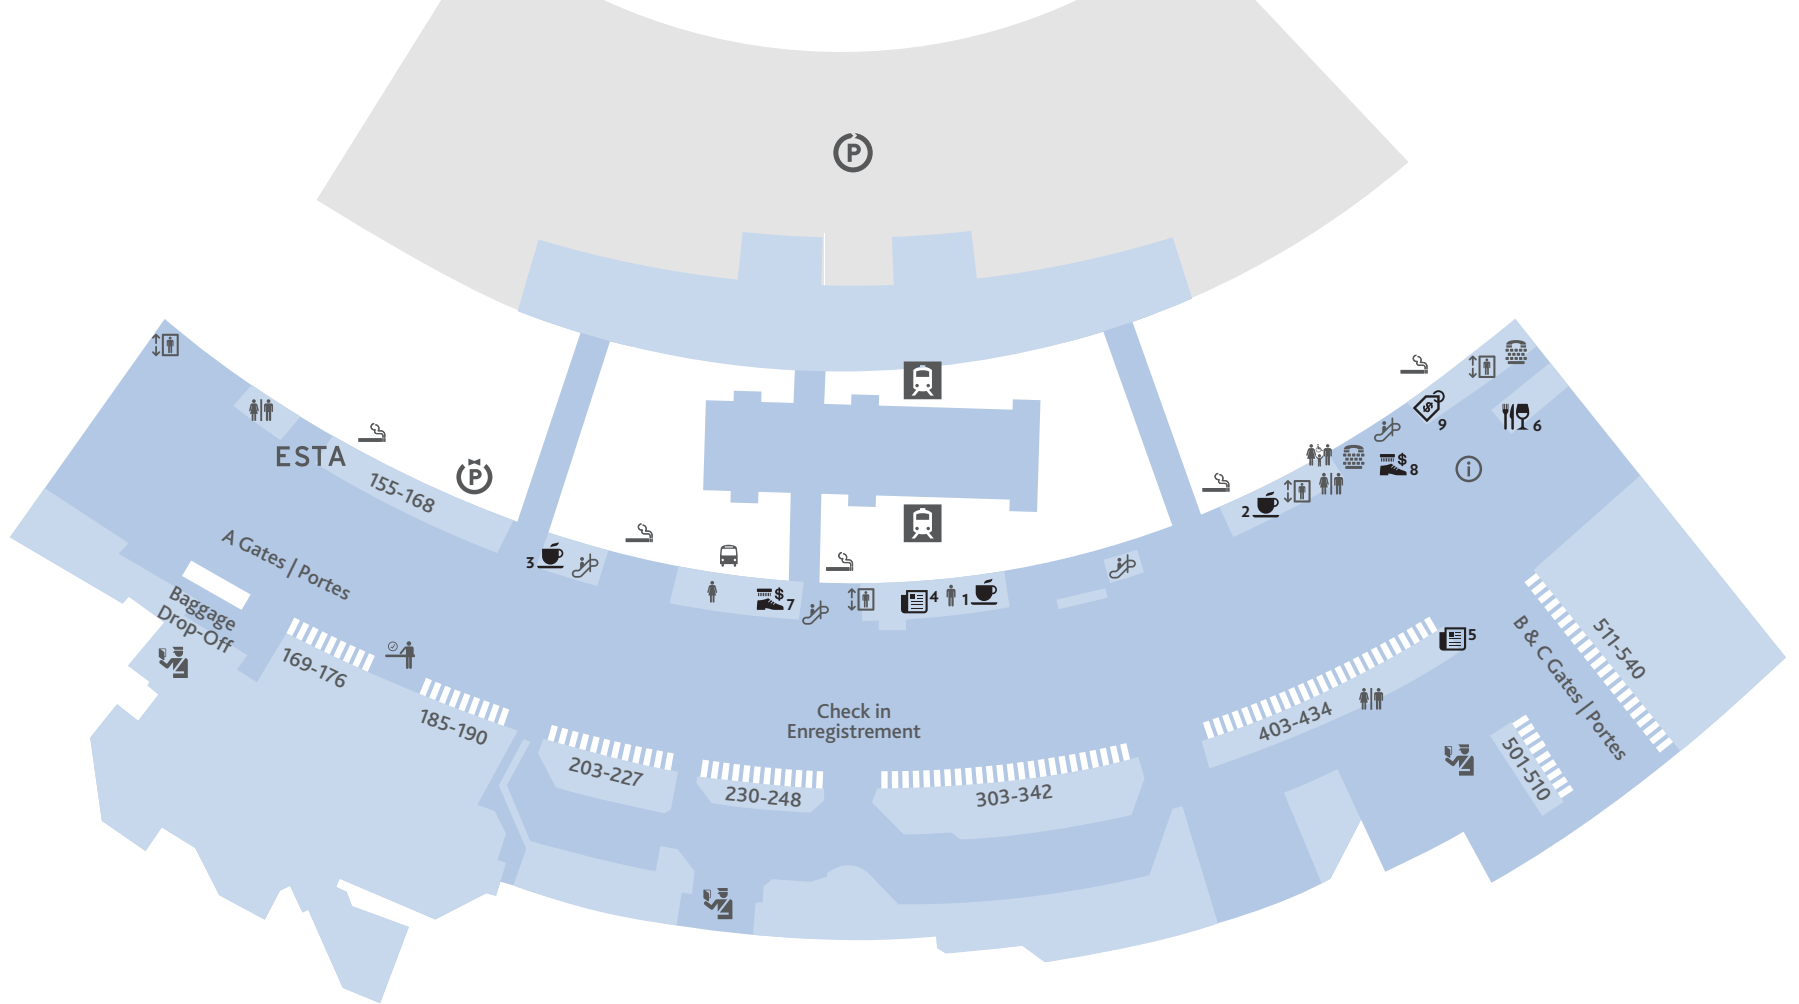 P
9
6
ESTA
P
8
155-168
2
3
A Gates | Portes
7
4
1
Baggage
Drop-Off
169-176
5
511-540
B & C Gates | Portes
185-190
Check in
Enregistrement
403-434
203-227
230-248
303-342
501-510